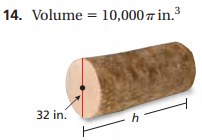 14. Volume = 10,000π in.³
32 in.
h